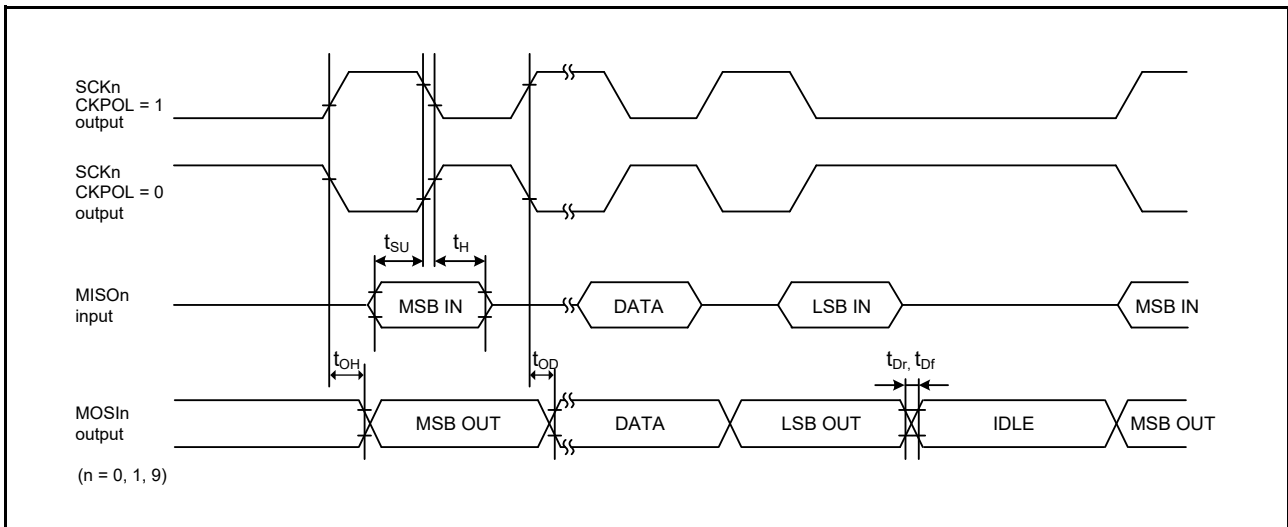 SCKn
CKPOL = 1
output
SCKn
CKPOL = 0
output
tSU
tH
MISOn
input
MSB IN
DATA
LSB IN
MSB IN
tOH
tOD
tDr, tDf
MOSIn
output
MSB OUT
DATA
LSB OUT
IDLE
MSB OUT
(n = 0, 1, 9)